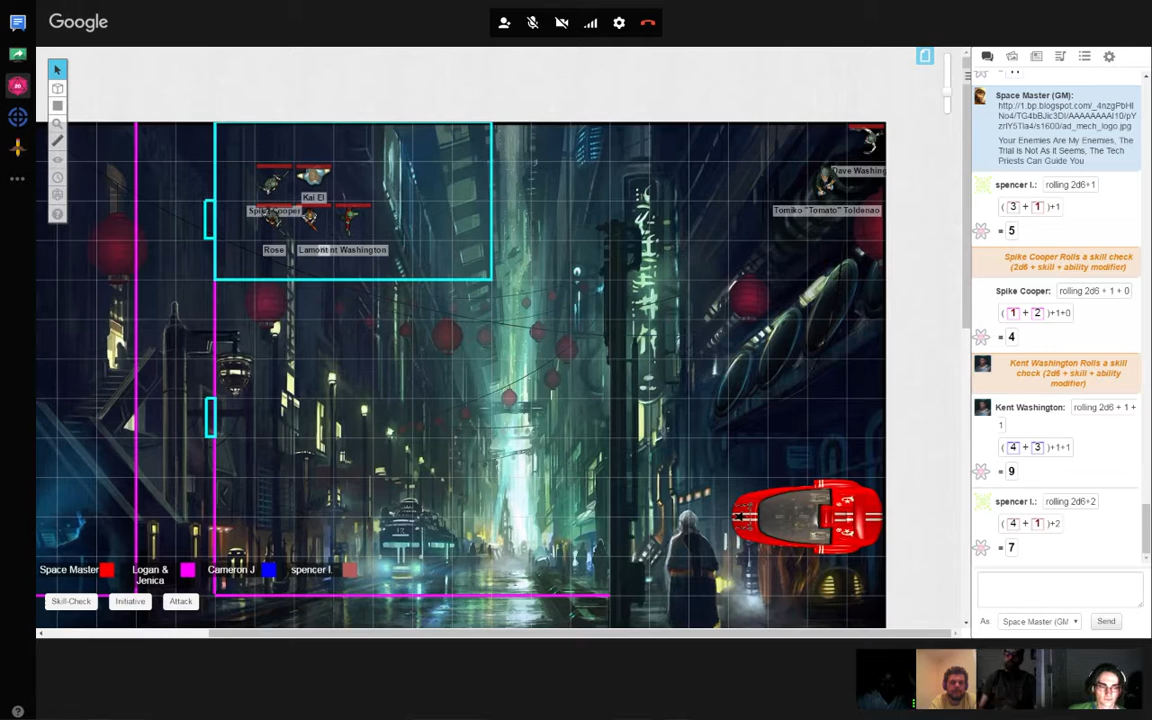 Google
Space Master (GM):
http://1.bp.blogspot.com/_4nzgPbHI
No4/TG4bBJic3DI/AAAAAAAAI10/pY
zrIY5TIa4/s1600/ad_mech_logo.jpg
Your Enemies Are My Enemies, The
Trial is Not As it Seems, The Tech
Priests Can Guide You
spencer l.: rolling 2d6+1
( 3 + 1 )+1
= 5
Spike Cooper Rolls a skill check
(2d6 + skill + ability modifier)
Spike Cooper: rolling 2d6 + 1 + 0
( 1 + 2 )+1+0
= 4
Kent Washington Rolls a skill
check (2d6 + skill + ability
modifier)
Kent Washington: rolling 2d6 + 1 +
1
( 4 + 3 )+1+1
= 9
spencer l.: rolling 2d6+2
( 4 + 1 )+2
= 7
As Space Master (GM
Send
Dave Washing
Tomiko "Tomato" Toldenao
Kai El
Spike Cooper
Rose
Lamont
nt Washington
Space Master
Logan &
Jenica
Cameron J
spencer l.
Skill-Check
Initiative
Attack